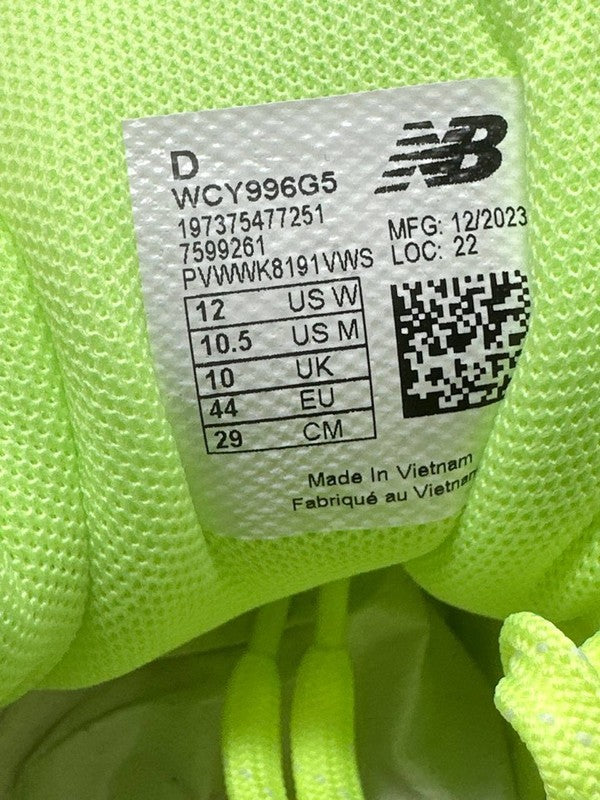 D
NB
WCY996G5
197375477251
7599261
PVWWK8191VWS
MFG: 12/2023
LOC: 22
12 US W
10.5 US M
10 UK
44 EU
29 CM
Made In Vietnam
Fabriqué au Vietnam